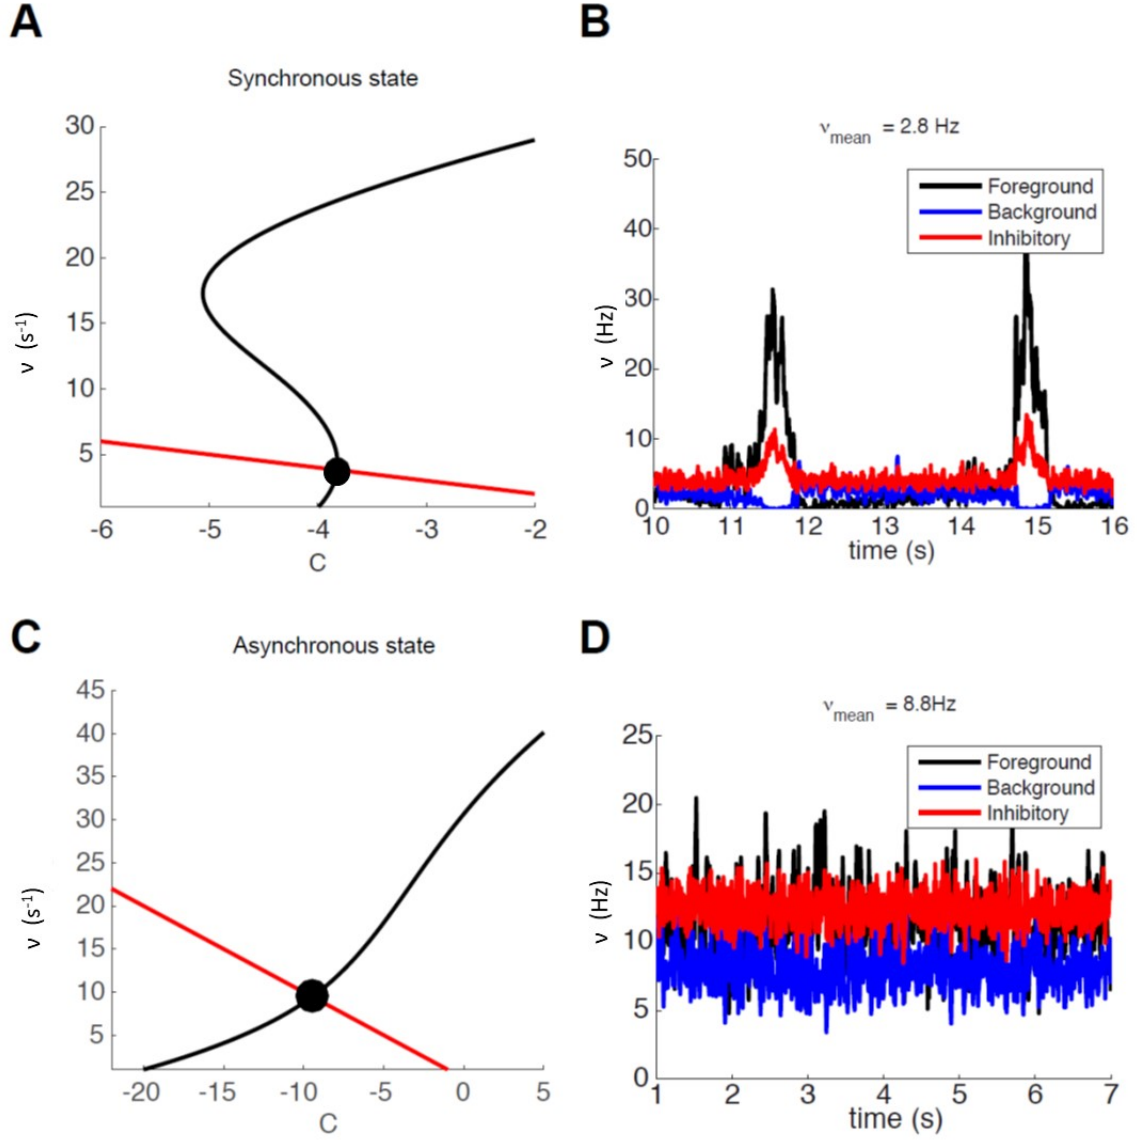 A
Synchronous state
30
25
20
15
10
5
ν (s⁻¹)
-6 -5 -4 -3 -2
C
B
νmean = 2.8 Hz
50
40
30
20
10
0
ν (Hz)
Foreground
Background
Inhibitory
10 11 12 13 14 15 16
time (s)
C
Asynchronous state
45
40
35
30
25
20
15
10
5
ν (s⁻¹)
-20 -15 -10 -5 0 5
C
D
νmean = 8.8Hz
25
20
15
10
5
0
ν (Hz)
Foreground
Background
Inhibitory
1 2 3 4 5 6 7
time (s)